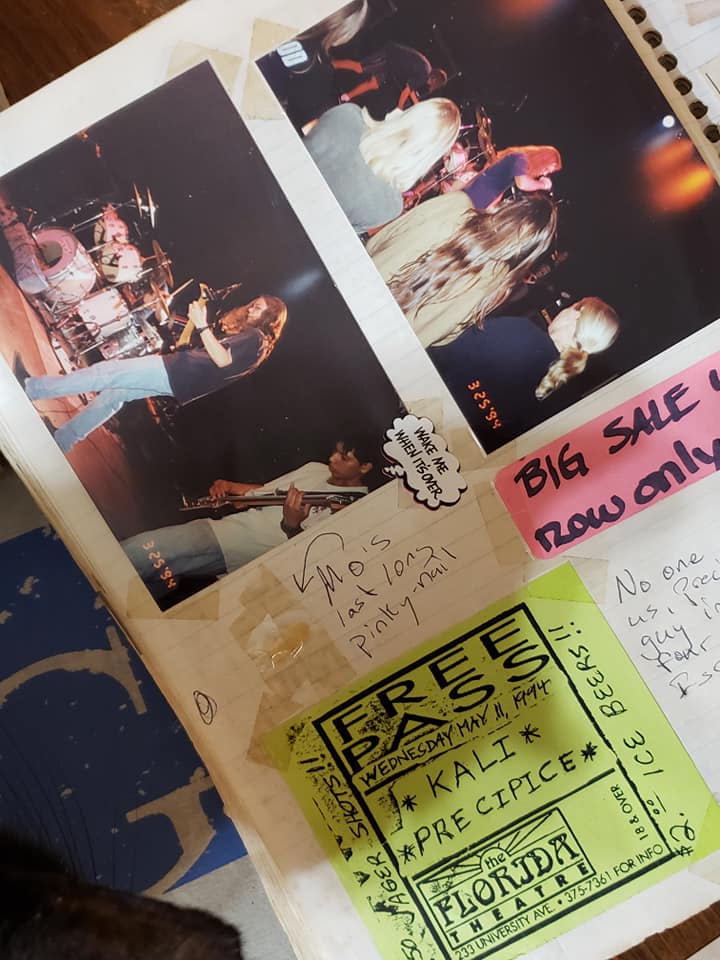 3 25 '94
3 25 '94
WAKE ME
WHEN IT'S OVER
BIG SALE
now only
Mo's
last long
pinky-nail
No one
us,
guy in
FREE
PASS
WEDNESDAY MAY 11, 1994
* KALI *
*PRECIPICE*
the
FLORIDA
THEATRE
233 UNIVERSITY AVE. • 375-7361 FOR INFO
18 & OVER
50 JAGER SHOTS!!
$2.00 ICE BEERS!!
G